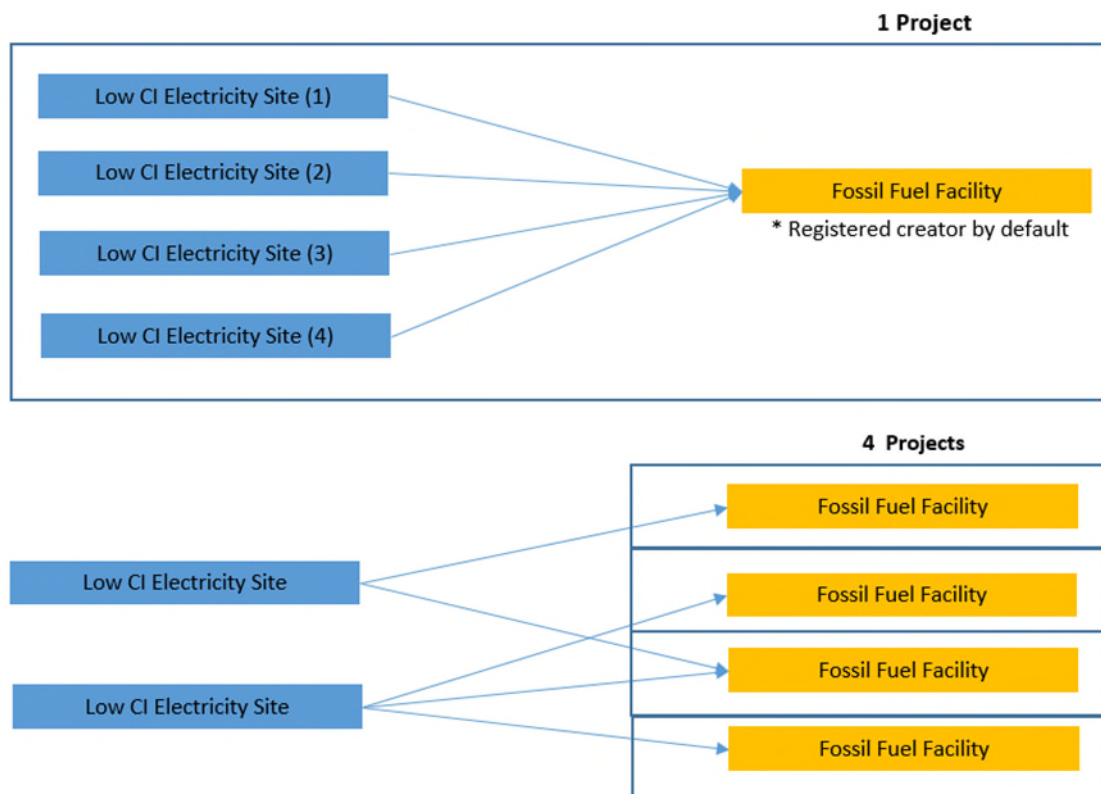 1 Project
Low CI Electricity Site (1)
Low CI Electricity Site (2)
Fossil Fuel Facility
* Registered creator by default
Low CI Electricity Site (3)
Low CI Electricity Site (4)
4 Projects
Fossil Fuel Facility
Low CI Electricity Site
Fossil Fuel Facility
Fossil Fuel Facility
Low CI Electricity Site
Fossil Fuel Facility